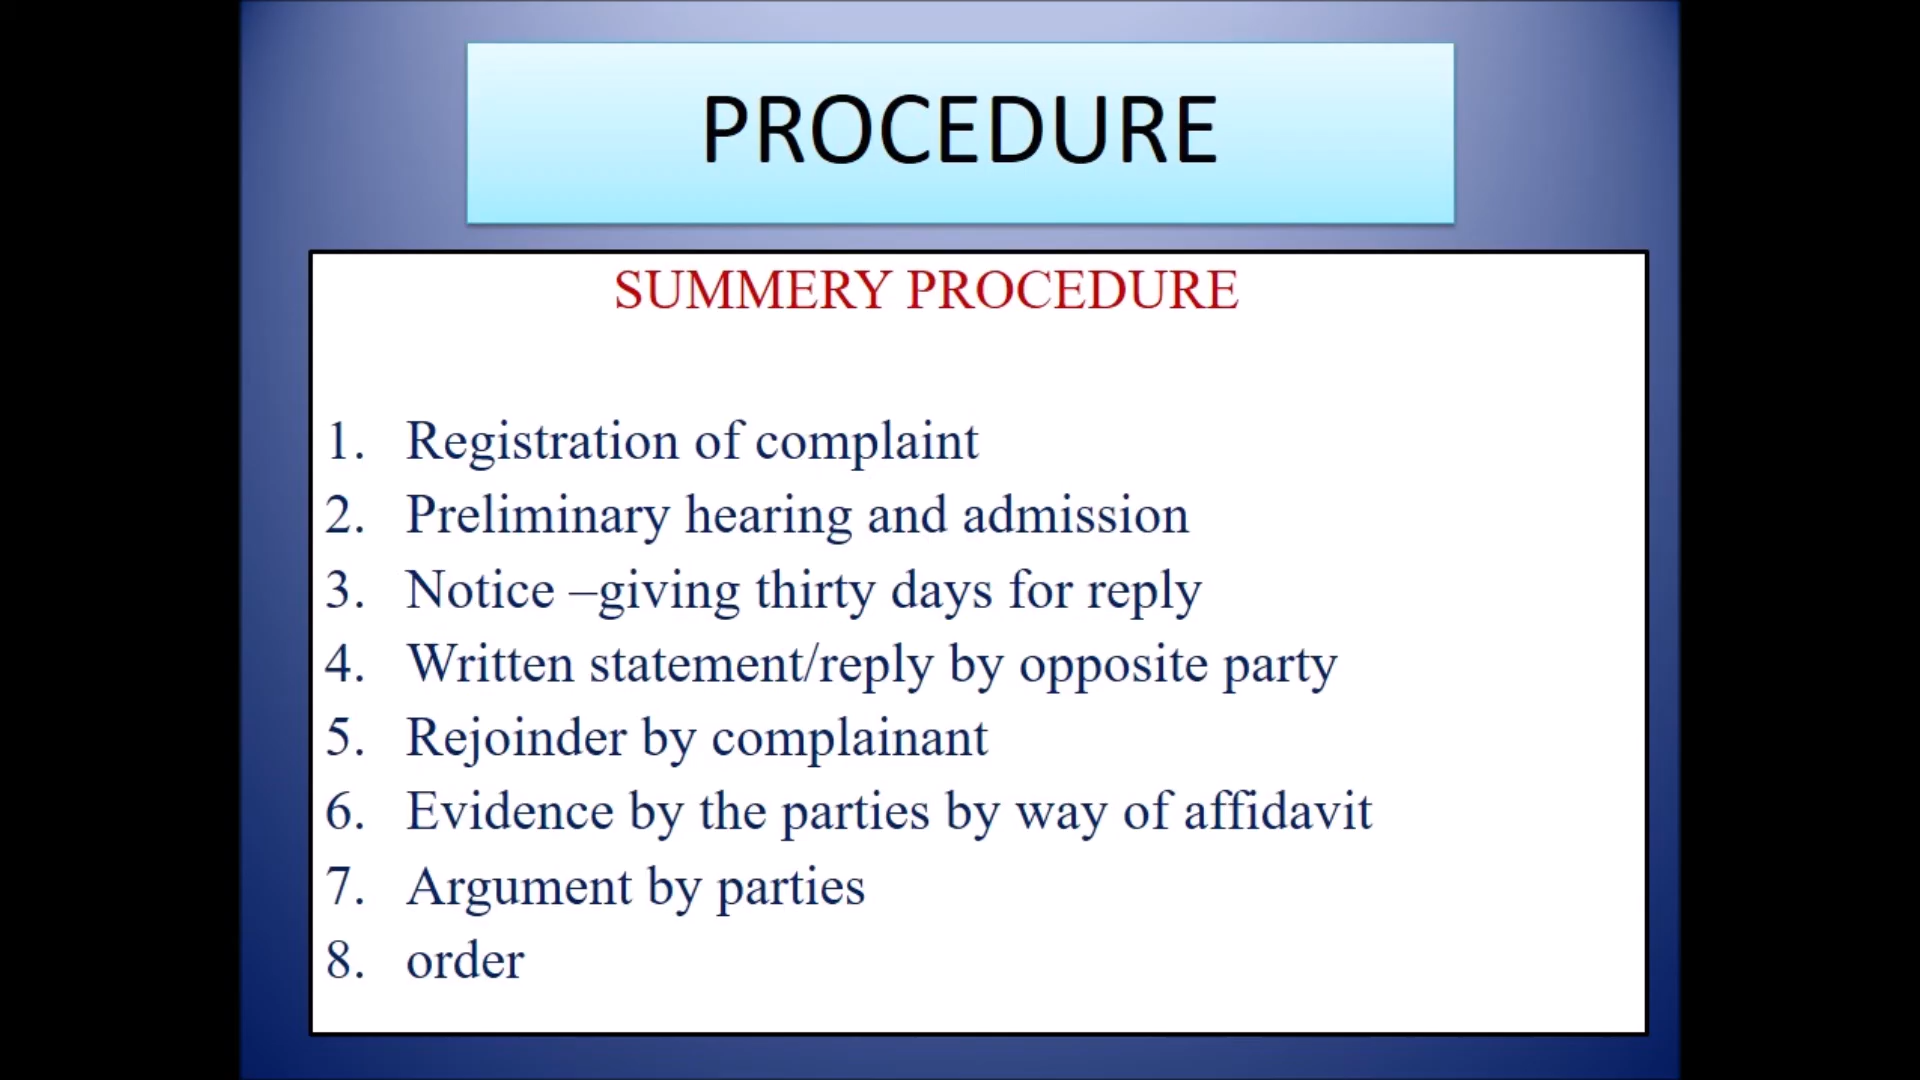 PROCEDURE
SUMMERY PROCEDURE
1. Registration of complaint
2. Preliminary hearing and admission
3. Notice –giving thirty days for reply
4. Written statement/reply by opposite party
5. Rejoinder by complainant
6. Evidence by the parties by way of affidavit
7. Argument by parties
8. order